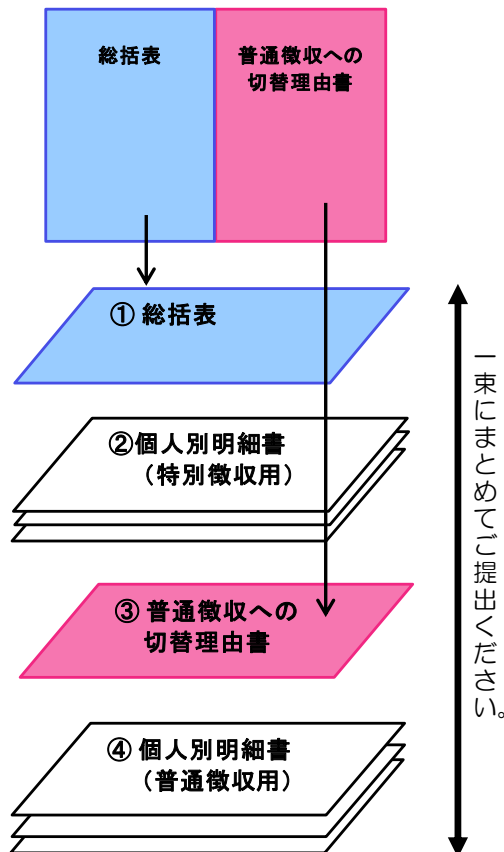 総括表
普通徴収への
切替理由書
① 総括表
②個人別明細書
（特別徴収用）
③ 普通徴収への
切替理由書
④ 個人別明細書
（普通徴収用）
一束にまとめてご提出ください。